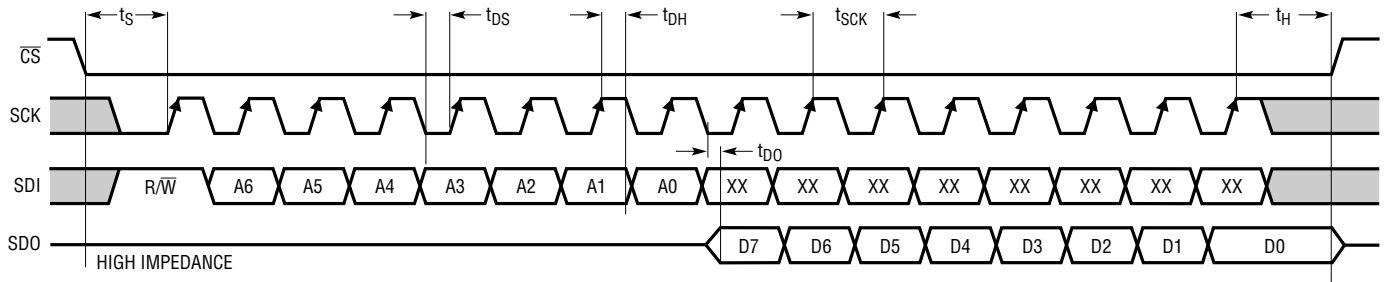 tS tDS tDH tSCK tH
C̅S̅
SCK
tDO
SDI R/W̅ A6 A5 A4 A3 A2 A1 A0 XX XX XX XX XX XX XX XX
SDO D7 D6 D5 D4 D3 D2 D1 D0
HIGH IMPEDANCE